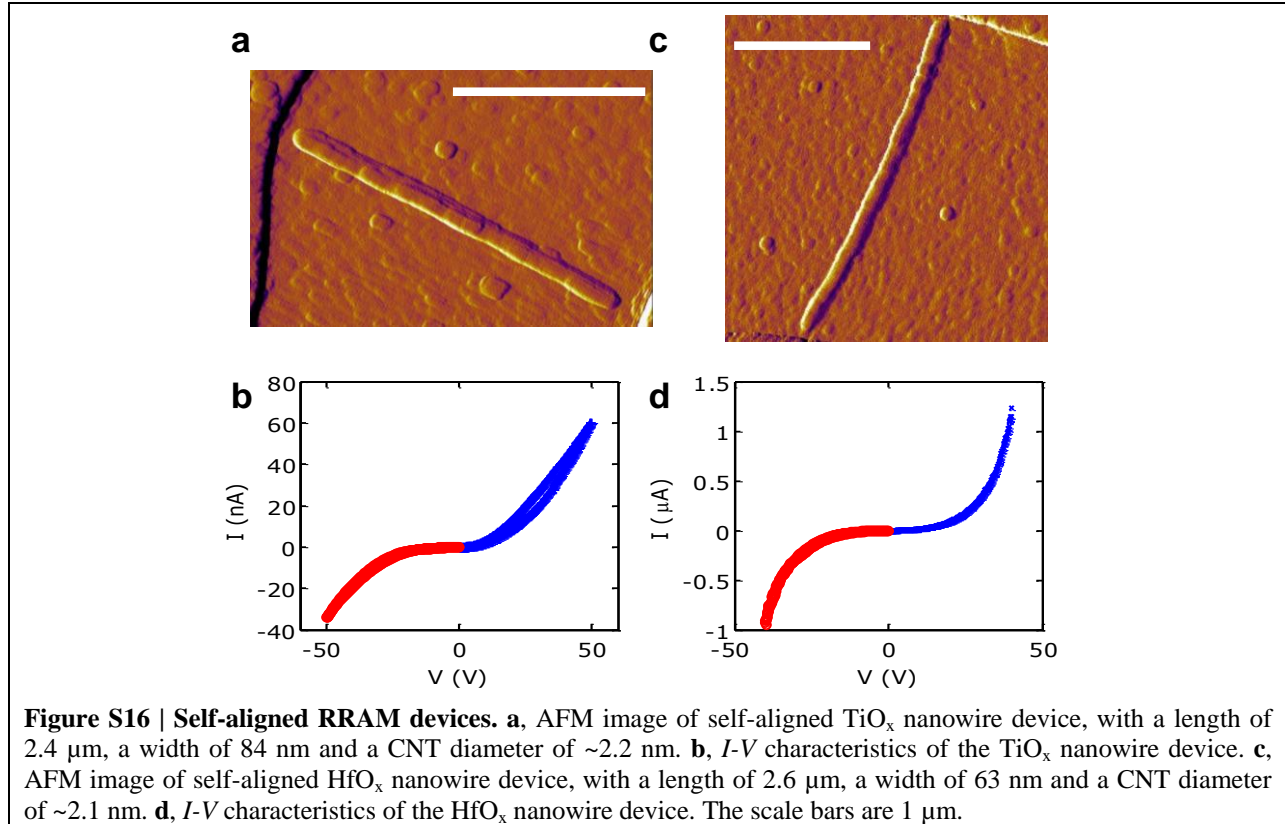 a
c
b
80
60
40
20
0
-20
-40
I (nA)
-50
0
50
V (V)
d
1.5
1
0.5
0
-0.5
-1
I (μA)
-50
0
50
V (V)
Figure S16 | Self-aligned RRAM devices. a, AFM image of self-aligned TiOₓ nanowire device, with a length of
2.4 µm, a width of 84 nm and a CNT diameter of ~2.2 nm. b, I-V characteristics of the TiOₓ nanowire device. c,
AFM image of self-aligned HfOₓ nanowire device, with a length of 2.6 µm, a width of 63 nm and a CNT diameter
of ~2.1 nm. d, I-V characteristics of the HfOₓ nanowire device. The scale bars are 1 µm.